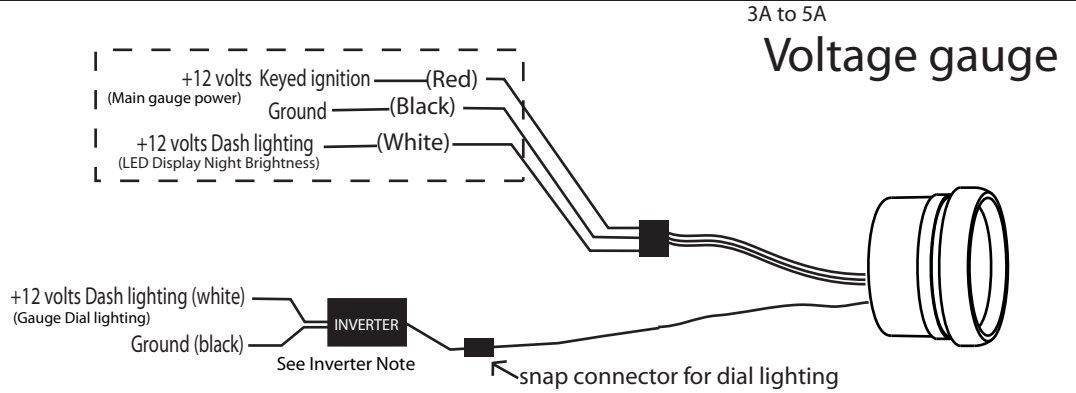 3A to 5A
Voltage gauge
+12 volts Keyed ignition (Red)
(Main gauge power)
Ground (Black)
+12 volts Dash lighting (White)
(LED Display Night Brightness)
+12 volts Dash lighting (white)
(Gauge Dial lighting)
INVERTER
Ground (black)
See Inverter Note
snap connector for dial lighting